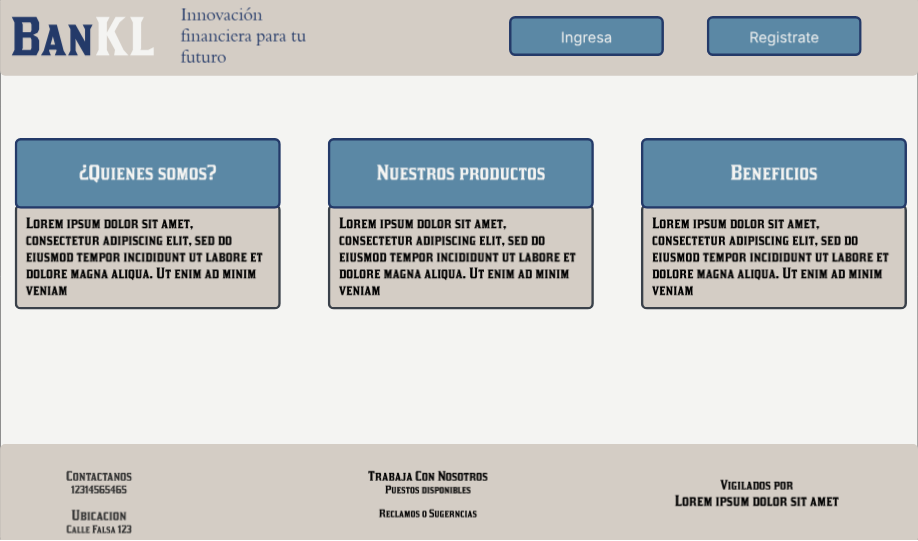 BanKL
Innovación
financiera para tu
futuro
Ingresa
Registrate
¿Quienes somos?
Nuestros productos
Beneficios
Lorem ipsum dolor sit amet,
consectetur adipiscing elit, sed do
eiusmod tempor incididunt ut labore et
dolore magna aliqua. Ut enim ad minim
veniam
Lorem ipsum dolor sit amet,
consectetur adipiscing elit, sed do
eiusmod tempor incididunt ut labore et
dolore magna aliqua. Ut enim ad minim
veniam
Lorem ipsum dolor sit amet,
consectetur adipiscing elit, sed do
eiusmod tempor incididunt ut labore et
dolore magna aliqua. Ut enim ad minim
veniam
Contactanos
12314565465
Ubicacion
Calle Falsa 123
Trabaja Con Nosotros
Puestos disponibles
Reclamos o Sugerncias
Vigilados por
Lorem ipsum dolor sit amet